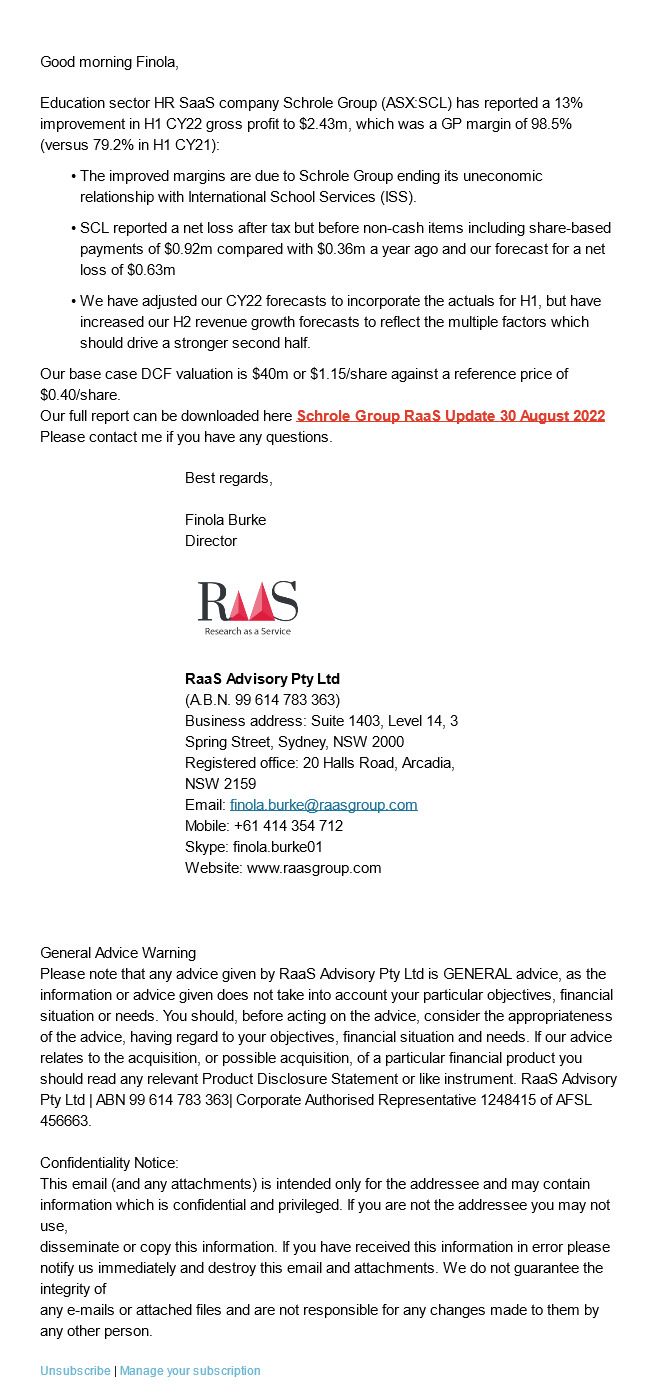 Good morning Finola,
Education sector HR SaaS company Schrole Group (ASX:SCL) has reported a 13%
improvement in H1 CY22 gross profit to $2.43m, which was a GP margin of 98.5%
(versus 79.2% in H1 CY21):
• The improved margins are due to Schrole Group ending its uneconomic
relationship with International School Services (ISS).
• SCL reported a net loss after tax but before non-cash items including share-based
payments of $0.92m compared with $0.36m a year ago and our forecast for a net
loss of $0.63m
• We have adjusted our CY22 forecasts to incorporate the actuals for H1, but have
increased our H2 revenue growth forecasts to reflect the multiple factors which
should drive a stronger second half.
Our base case DCF valuation is $40m or $1.15/share against a reference price of
$0.40/share.
Our full report can be downloaded here Schrole Group RaaS Update 30 August 2022
Please contact me if you have any questions.
Best regards,
Finola Burke
Director
RaaS
Research as a Service
RaaS Advisory Pty Ltd
(A.B.N. 99 614 783 363)
Business address: Suite 1403, Level 14, 3
Spring Street, Sydney, NSW 2000
Registered office: 20 Halls Road, Arcadia,
NSW 2159
Email: finola.burke@raasgroup.com
Mobile: +61 414 354 712
Skype: finola.burke01
Website: www.raasgroup.com
General Advice Warning
Please note that any advice given by RaaS Advisory Pty Ltd is GENERAL advice, as the
information or advice given does not take into account your particular objectives, financial
situation or needs. You should, before acting on the advice, consider the appropriateness
of the advice, having regard to your objectives, financial situation and needs. If our advice
relates to the acquisition, or possible acquisition, of a particular financial product you
should read any relevant Product Disclosure Statement or like instrument. RaaS Advisory
Pty Ltd | ABN 99 614 783 363| Corporate Authorised Representative 1248415 of AFSL
456663.
Confidentiality Notice:
This email (and any attachments) is intended only for the addressee and may contain
information which is confidential and privileged. If you are not the addressee you may not
use,
disseminate or copy this information. If you have received this information in error please
notify us immediately and destroy this email and attachments. We do not guarantee the
integrity of
any e-mails or attached files and are not responsible for any changes made to them by
any other person.
Unsubscribe | Manage your subscription